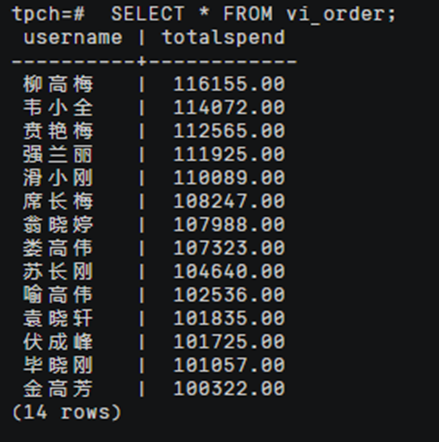 tpch=#  SELECT * FROM vi_order;
 username | totalspend
----------+------------
 柳高梅   |  116155.00
 韦小全   |  114072.00
 贲艳梅   |  112565.00
 强兰丽   |  111925.00
 滑小刚   |  110089.00
 席长梅   |  108247.00
 翁晓婷   |  107988.00
 娄高伟   |  107323.00
 苏长刚   |  104640.00
 喻高伟   |  102536.00
 袁晓轩   |  101835.00
 伏成峰   |  101725.00
 毕晓刚   |  101057.00
 金高芳   |  100322.00
(14 rows)